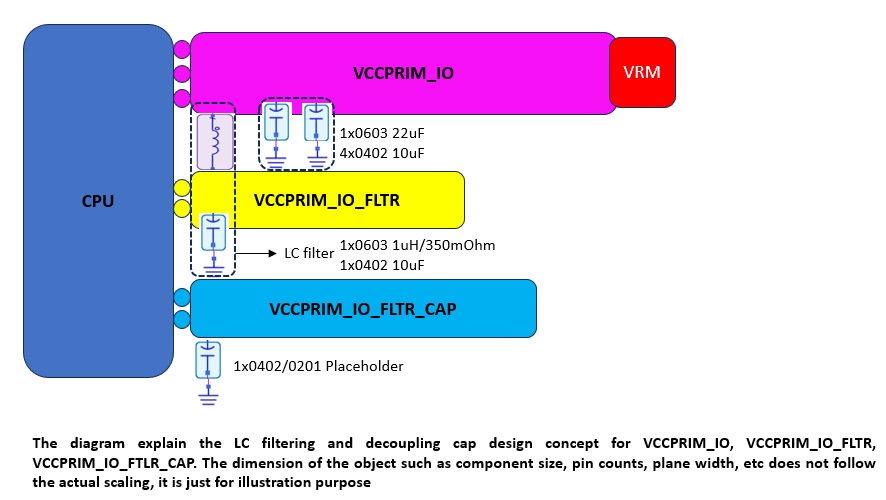 VCCPRIM_IO
VRM
1x0603 22uF
4x0402 10uF
CPU
VCCPRIM_IO_FLTR
LC filter
1x0603 1uH/350mOhm
1x0402 10uF
VCCPRIM_IO_FLTR_CAP
1x0402/0201 Placeholder
The diagram explain the LC filtering and decoupling cap design concept for VCCPRIM_IO, VCCPRIM_IO_FLTR,
VCCPRIM_IO_FTLR_CAP. The dimension of the object such as component size, pin counts, plane width, etc does not follow
the actual scaling, it is just for illustration purpose